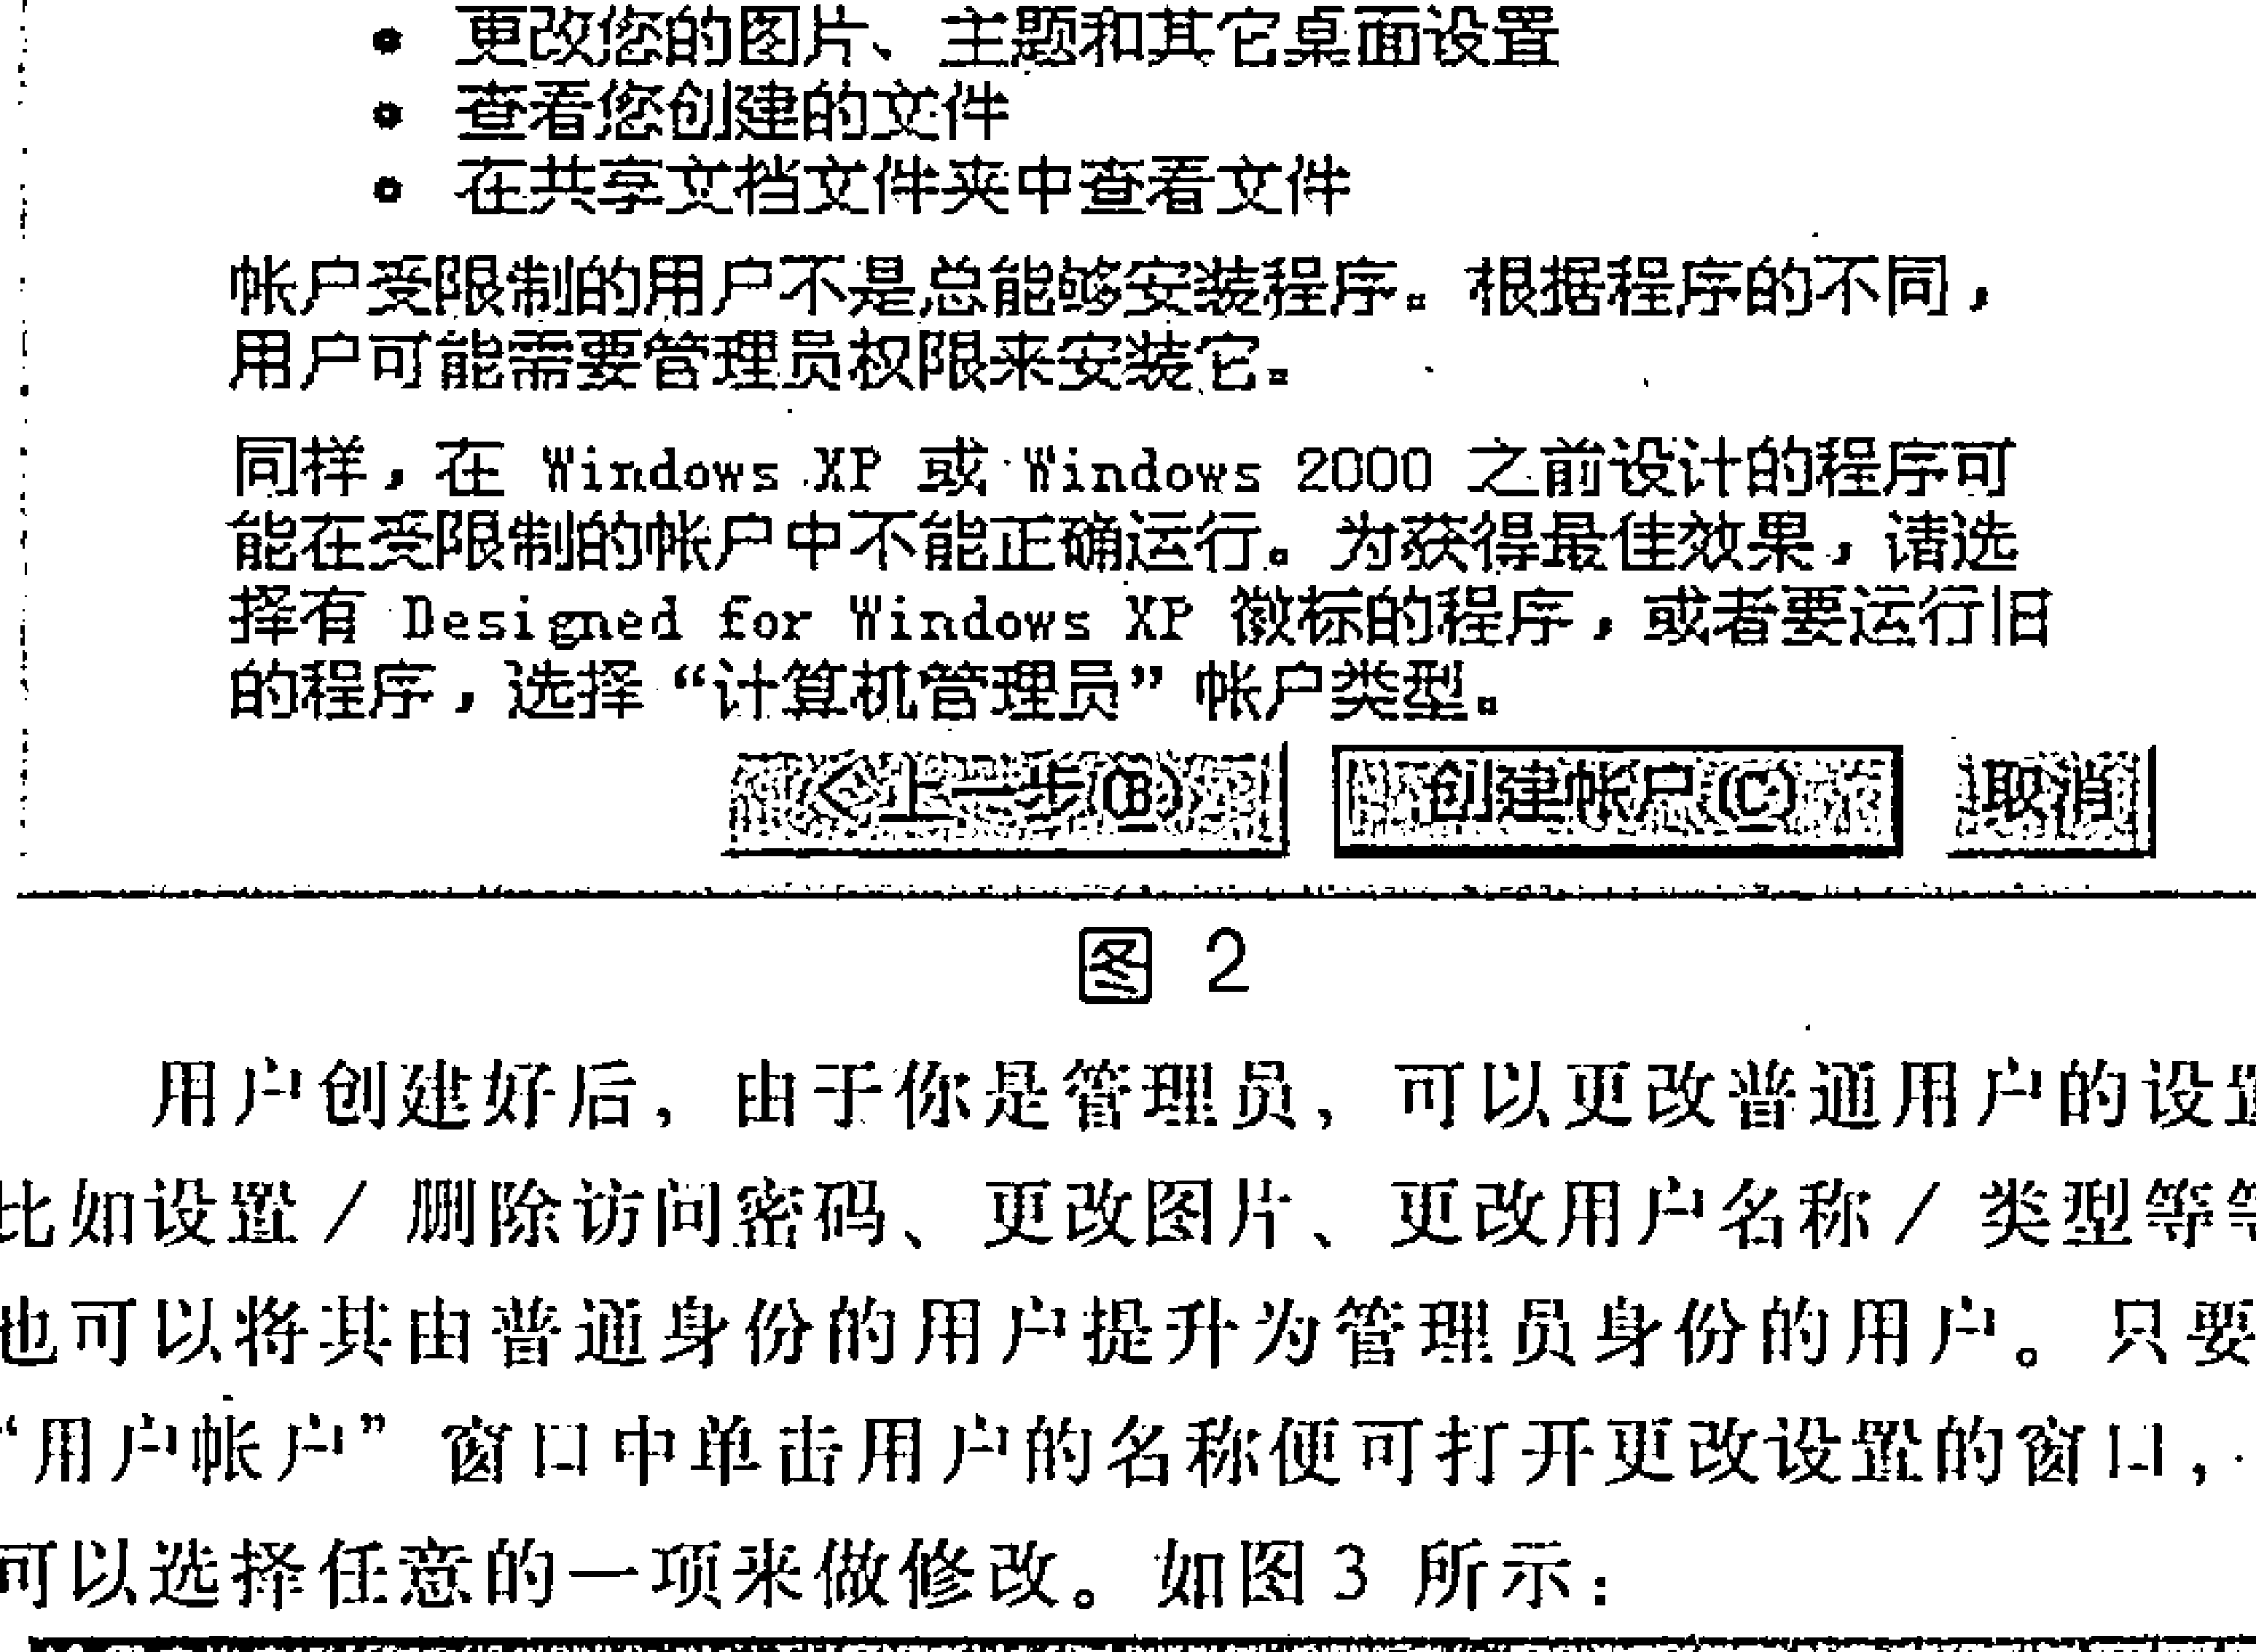 • 更改您的图片、主题和其它桌面设置
• 查看您创建的文件
• 在共享文档文件夹中查看文件
帐户受限制的用户不是总能够安装程序。根据程序的不同，
用户可能需要管理员权限来安装它。
同样，在 Windows XP 或 Windows 2000 之前设计的程序可
能在受限制的帐户中不能正确运行。为获得最佳效果，请选
择有 Designed for Windows XP 徽标的程序，或者要运行旧
的程序，选择“计算机管理员”帐户类型。
<上一步(B) 创建帐户(C) 取消
图 2
用户创建好后，由于你是管理员，可以更改普通用户的设置
比如设置/删除访问密码、更改图片、更改用户名称/类型等等
也可以将其由普通身份的用户提升为管理员身份的用户。只要
“用户帐户”窗口中单击用户的名称便可打开更改设置的窗口，
可以选择任意的一项来做修改。如图 3 所示：